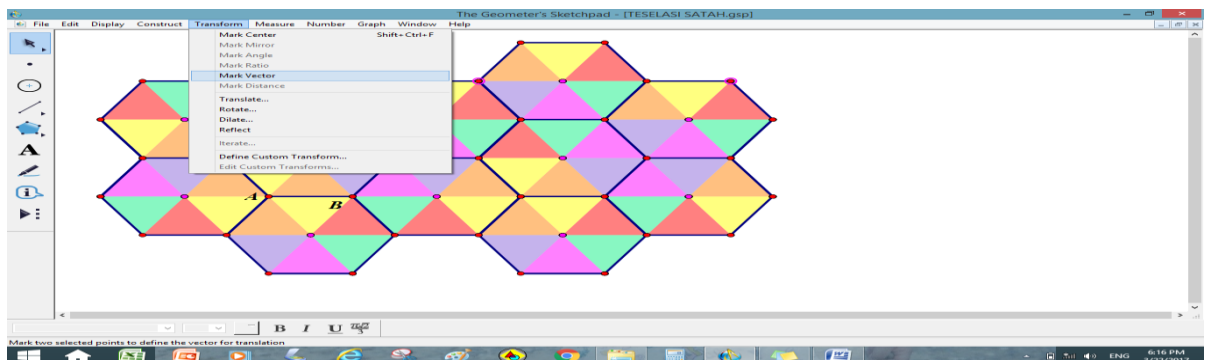 The Geometer's Sketchpad - [TESELASI SATAH.gsp]
File Edit Display Construct Transform Measure Number Graph Window Help
Mark Center Shift+Ctrl+F
Mark Mirror
Mark Angle
Mark Ratio
Mark Vector
Mark Distance
Translate...
Rotate...
Dilate...
Reflect
Iterate...
Define Custom Transform...
Edit Custom Transforms...
A
A B
B I U
Mark two selected points to define the vector for translation
ENG 6:16 PM